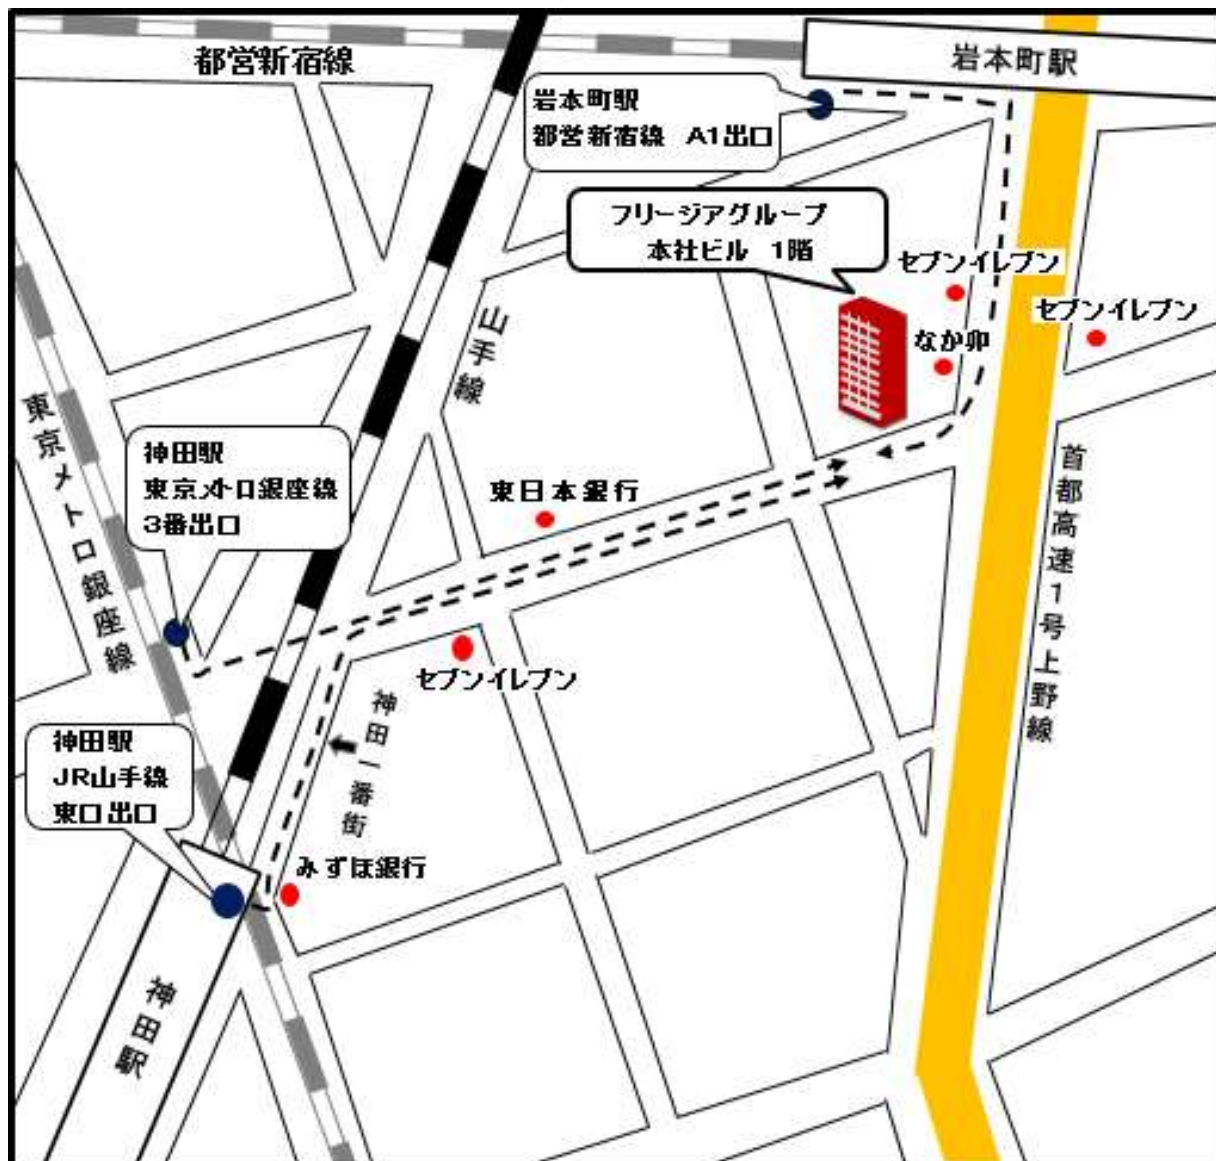 都営新宿線
岩本町駅
岩本町駅
都営新宿線 A1出口
フリージアグループ
本社ビル 1階
セブンイレブン
セブンイレブン
なか卯
山手線
東京メトロ銀座線
神田駅
東京メトロ銀座線
3番出口
東日本銀行
首都高速1号上野線
セブンイレブン
神田一番街
神田駅
JR山手線
東口出口
みずほ銀行
神田駅